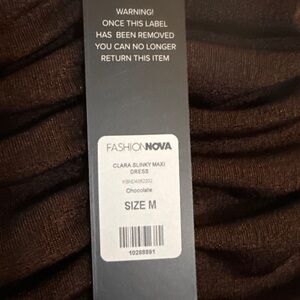 WARNING!
ONCE THIS LABEL
HAS BEEN REMOVED
YOU CAN NO LONGER
RETURN THIS ITEM
FASHIONNOVA
CLARA SLINKY MAXI
DRESS
Chocolate
SIZE M
10288891